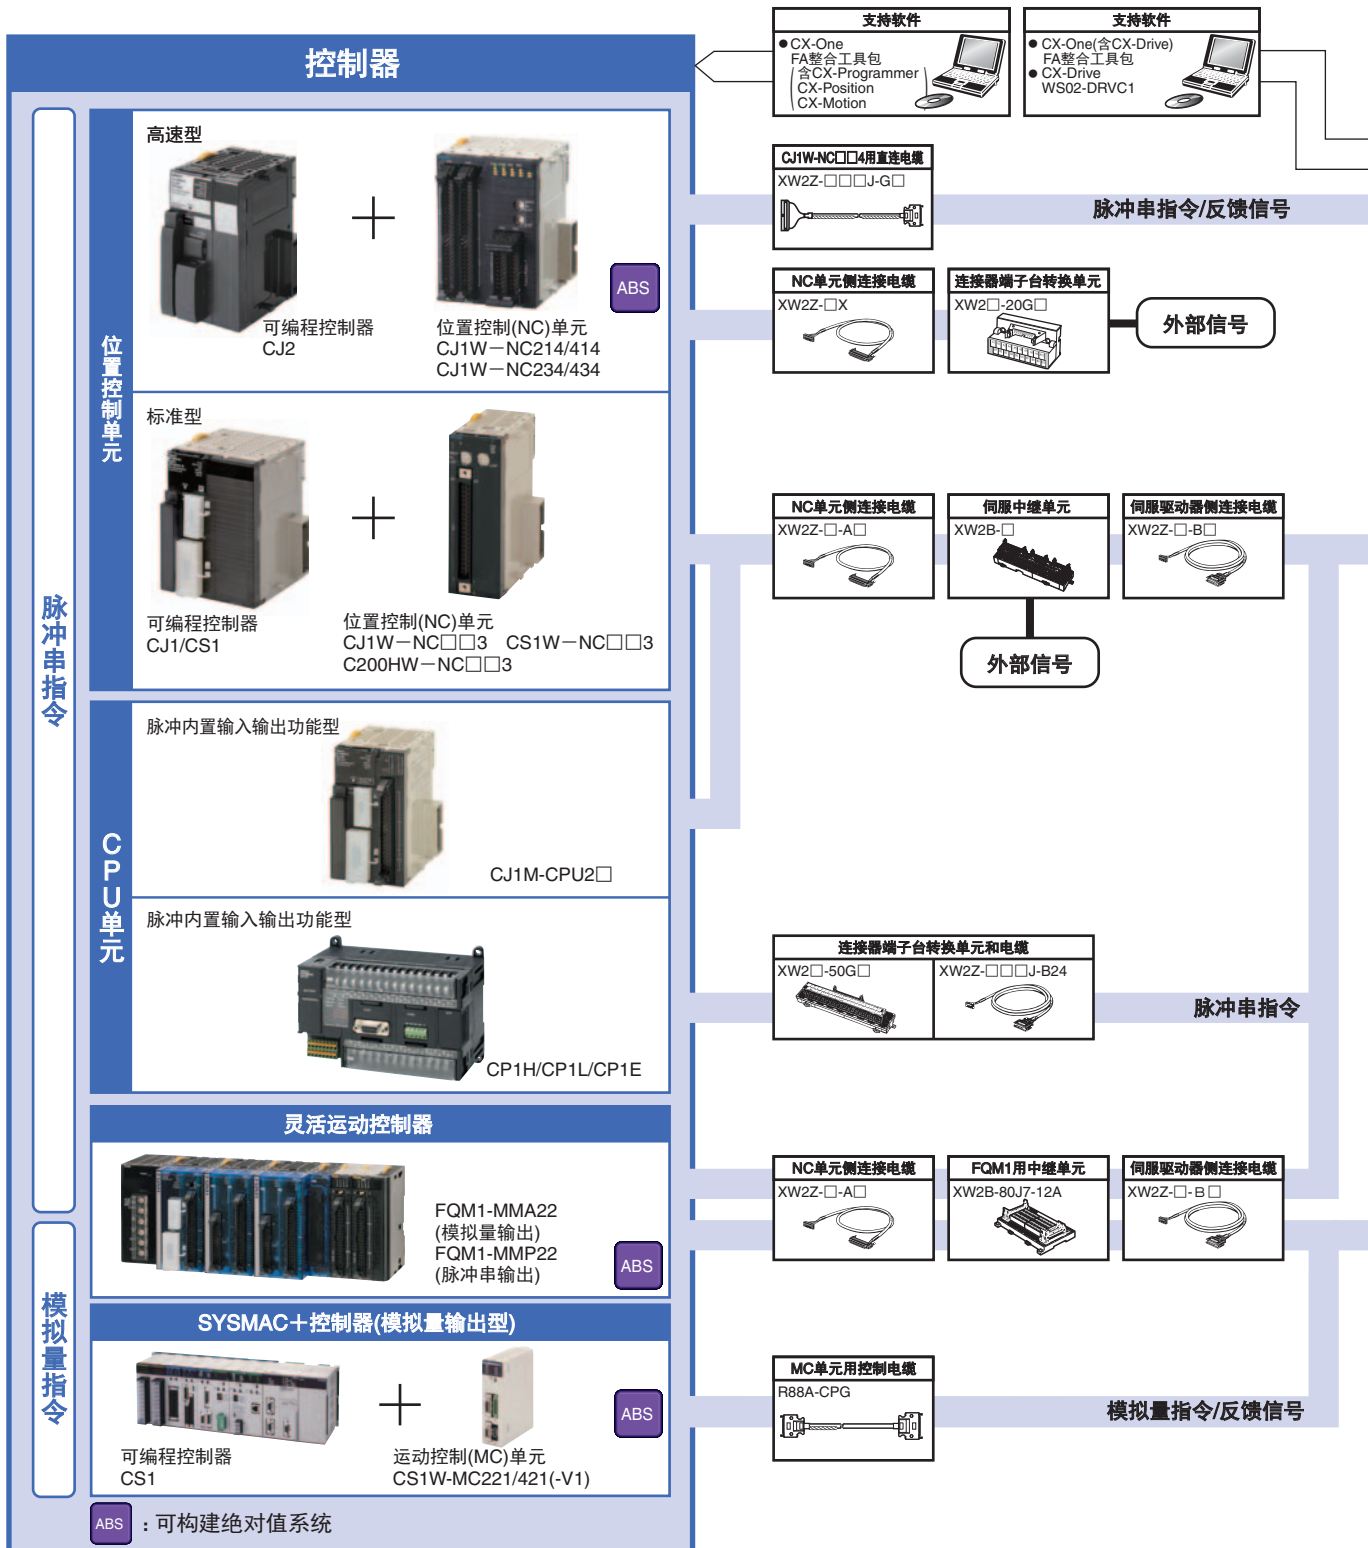 支持软件
● CX-One
FA整合工具包
(含CX-Programmer
CX-Position
CX-Motion)
支持软件
● CX-One(含CX-Drive)
FA整合工具包
● CX-Drive
WS02-DRVC1
控制器
脉冲串指令
模拟量指令
位置控制单元
高速型
ABS
可编程控制器
CJ2
位置控制(NC)单元
CJ1W－NC214/414
CJ1W－NC234/434
CJ1W-NC□□4用直连电缆
XW2Z-□□□J-G□
脉冲串指令/反馈信号
NC单元侧连接电缆
XW2Z-□X
连接器端子台转换单元
XW2□-20G□
外部信号
标准型
可编程控制器
CJ1/CS1
位置控制(NC)单元
CJ1W－NC□□3 CS1W－NC□□3
C200HW－NC□□3
NC单元侧连接电缆
XW2Z-□-A□
伺服中继单元
XW2B-□
伺服驱动器侧连接电缆
XW2Z-□-B□
外部信号
CPU单元
脉冲内置输入输出功能型
CJ1M-CPU2□
脉冲内置输入输出功能型
CP1H/CP1L/CP1E
连接器端子台转换单元和电缆
XW2□-50G□
XW2Z-□□□J-B24
脉冲串指令
灵活运动控制器
FQM1-MMA22
(模拟量输出)
FQM1-MMP22
(脉冲串输出)
ABS
NC单元侧连接电缆
XW2Z-□-A□
FQM1用中继单元
XW2B-80J7-12A
伺服驱动器侧连接电缆
XW2Z-□-B□
SYSMAC＋控制器(模拟量输出型)
ABS
可编程控制器
CS1
运动控制(MC)单元
CS1W-MC221/421(-V1)
MC单元用控制电缆
R88A-CPG
模拟量指令/反馈信号
ABS ：可构建绝对值系统